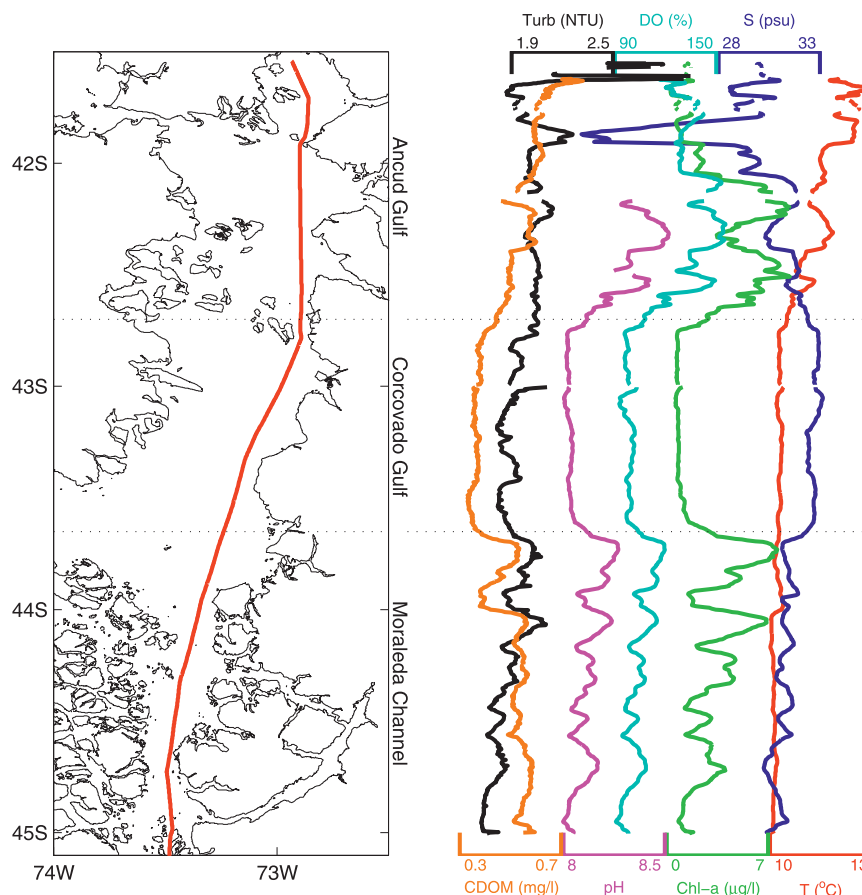 Turb (NTU) DO (%) S (psu)
1.9 2.5 90 150 28 33
42S
43S
44S
45S
74W 73W
Ancud Gulf
Corcovado Gulf
Moraleda Channel
0.3 0.7 8 8.5 0 7 10 13
CDOM (mg/l) pH Chl-a (µg/l) T (°C)